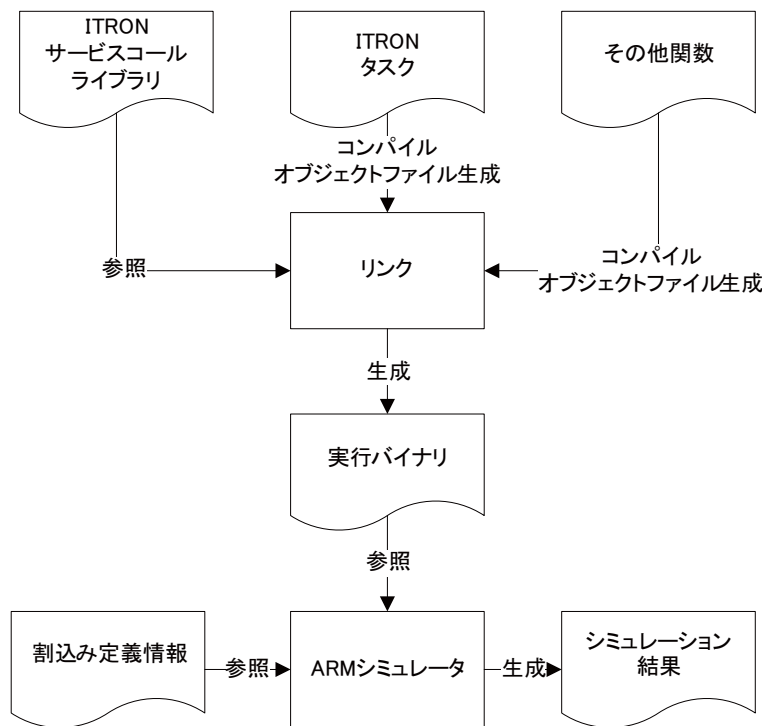 ITRON
サービスコール
ライブラリ
ITRON
タスク
その他関数
コンパイル
オブジェクトファイル生成
参照
リンク
コンパイル
オブジェクトファイル生成
生成
実行バイナリ
参照
割込み定義情報
参照
ARMシミュレータ
生成
シミュレーション
結果